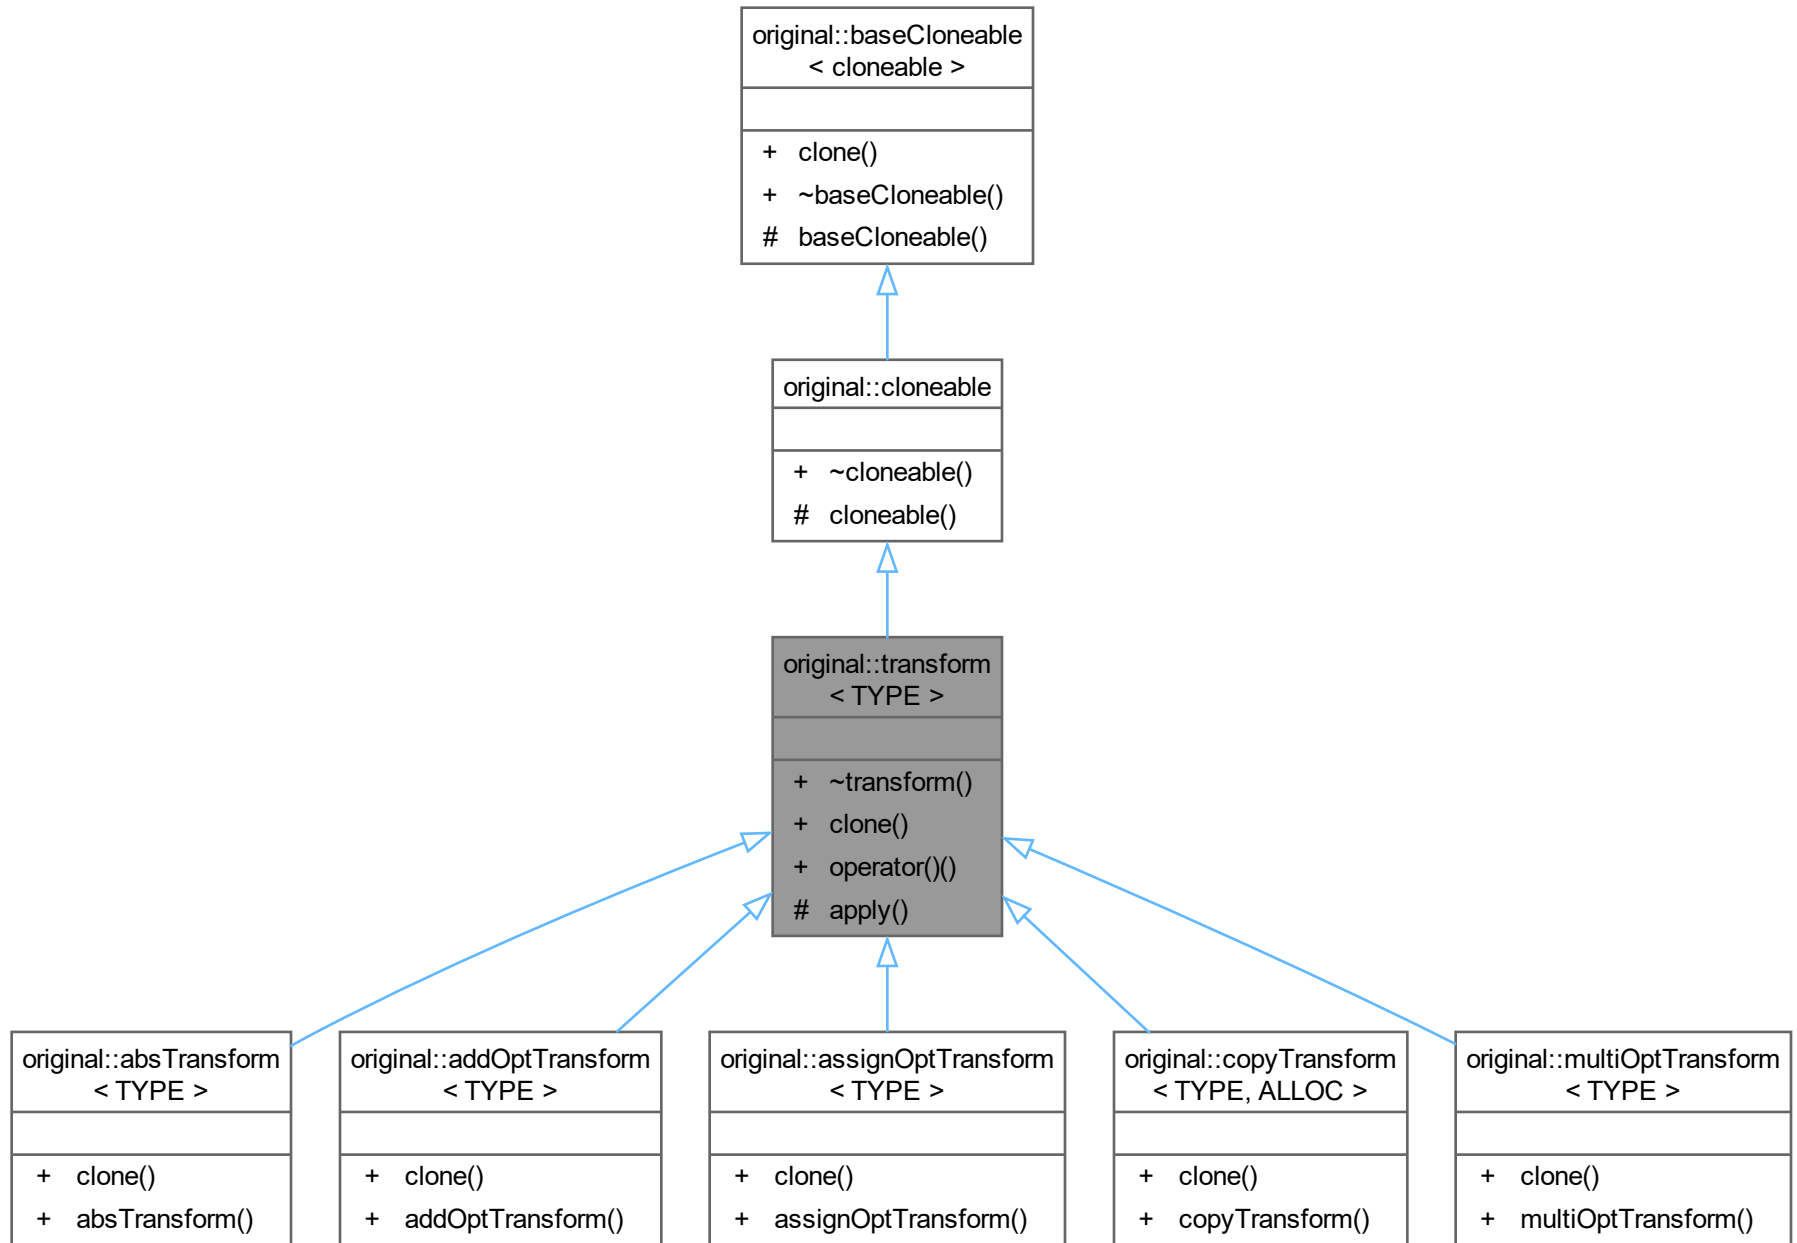 original::baseCloneable
< cloneable >
+ clone()
+ ~baseCloneable()
# baseCloneable()
original::cloneable
+ ~cloneable()
# cloneable()
original::transform
< TYPE >
+ ~transform()
+ clone()
+ operator()()
# apply()
original::absTransform
< TYPE >
+ clone()
+ absTransform()
original::addOptTransform
< TYPE >
+ clone()
+ addOptTransform()
original::assignOptTransform
< TYPE >
+ clone()
+ assignOptTransform()
original::copyTransform
< TYPE, ALLOC >
+ clone()
+ copyTransform()
original::multiOptTransform
< TYPE >
+ clone()
+ multiOptTransform()